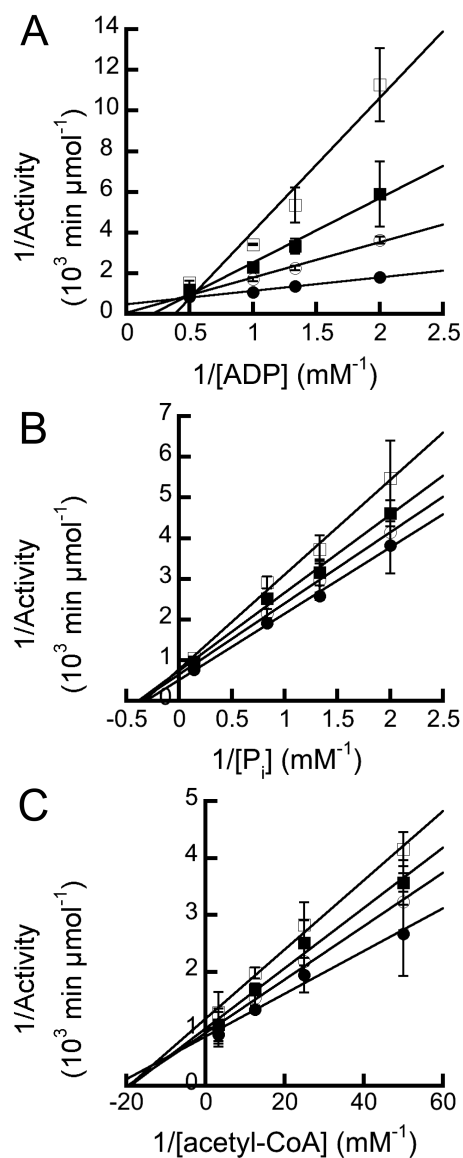 A
14
12
10
8
6
4
2
0
1/Activity
(10³ min µmol⁻¹)
0 0.5 1 1.5 2 2.5
1/[ADP] (mM⁻¹)
B
7
6
5
4
3
2
1
0
1/Activity
(10³ min µmol⁻¹)
-0.5 0 0.5 1 1.5 2 2.5
1/[Pᵢ] (mM⁻¹)
C
5
4
3
2
1
0
1/Activity
(10³ min µmol⁻¹)
-20 0 20 40 60
1/[acetyl-CoA] (mM⁻¹)